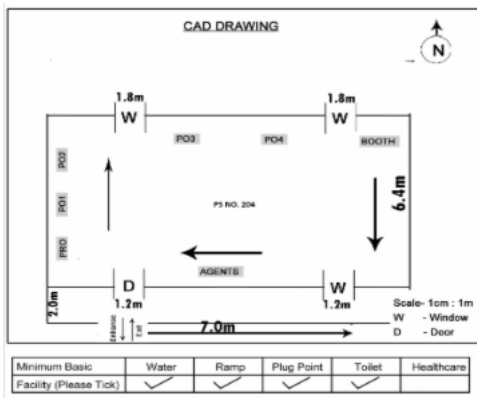 CAD DRAWING
N
1.8m 1.8m
W W
PO3 PO4 BOOTH
PO2
PO1
PRO
PS NO. 204
6.4m
AGENTS
D W
1.2m 1.2m
2.0m
Entrance Exit
7.0m
Scale- 1cm : 1m
W - Window
D - Door
Minimum Basic Water Ramp Plug Point Toilet Healthcare
Facility (Please Tick)